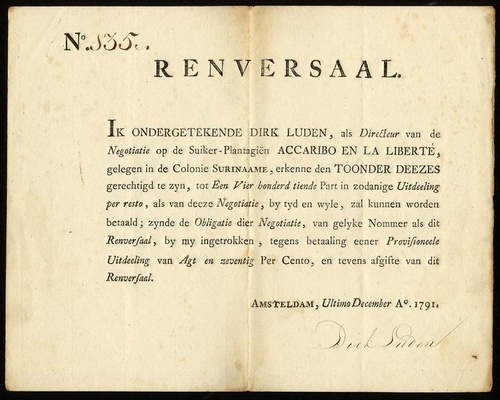 No. 135.
RENVERSAAL.
IK ONDERGETEKENDE DIRK LUDEN, als Directeur van de
Negotiatie op de Suiker-Plantagiën ACCARIBO EN LA LIBERTÉ,
gelegen in de Colonie SURINAAME, erkenne den TOONDER DEEZES
gerechtigd te zyn, tot Een Vier honderd tiende Part in zodanige Uitdeeling
per resto, als van deeze Negotiatie, by tyd en wyle, zal kunnen worden
betaald; zynde de Obligatie dier Negotiatie, van gelyke Nommer als dit
Renversaal, by my ingetrokken, tegens betaaling eener Provisioneele
Uitdeeling van Agt en zeventig Per Cento, en tevens afgifte van dit
Renversaal.
AMSTELDAM, Ultimo December Ao. 1791.
Dirk Luden